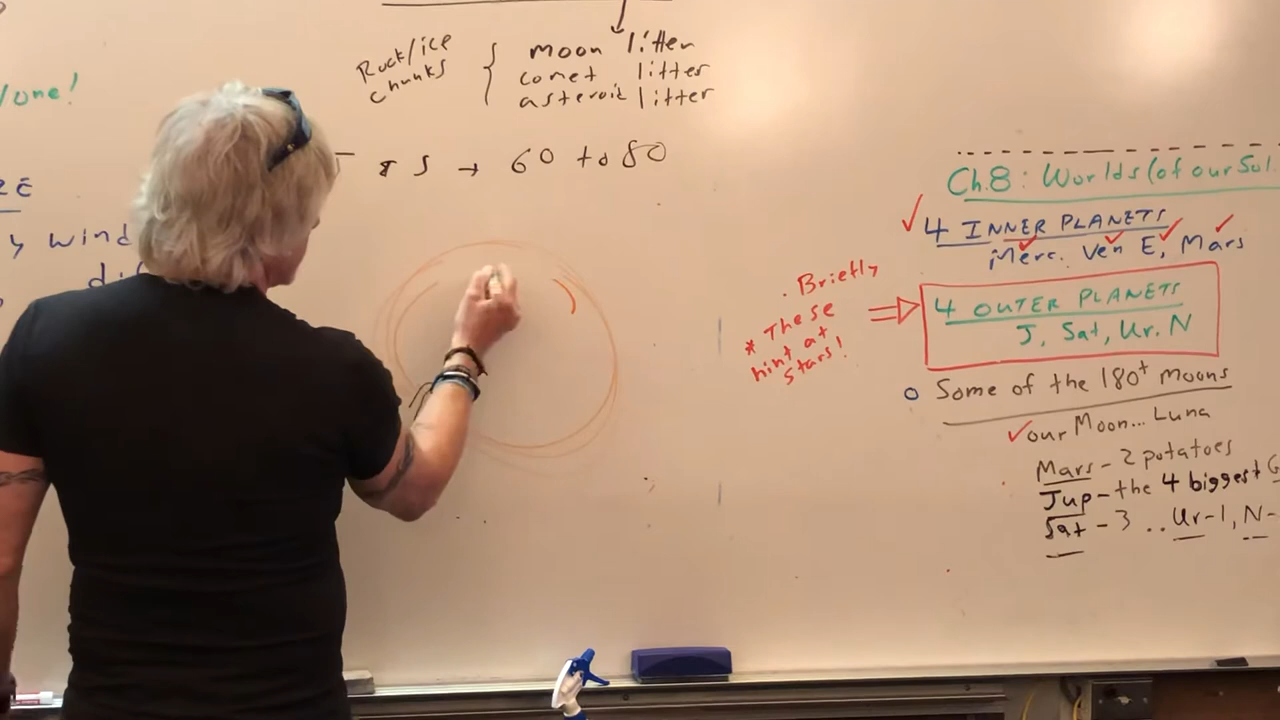 /one!
Rock/ice
chunks
moon litter
comet litter
asteroid litter
S → 60 to 80
y wind
Ch.8: Worlds (of our Sol.
✓ 4 INNER PLANETS
Merc. Ven E, Mars
. Briefly
* These
hint at
stars!
4 OUTER PLANETS
J, Sat, Ur. N
o Some of the 180+ Moons
✓our Moon... Luna
Mars - 2 potatoes
Jup - the 4 biggest G
Sat - 3 .. Ur-1, N-